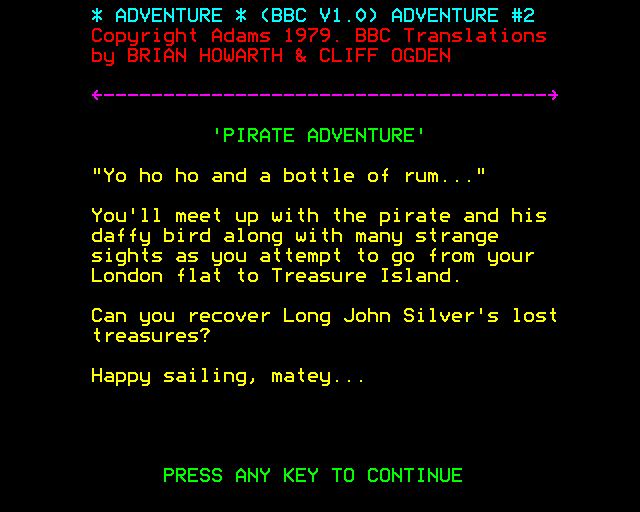 * ADVENTURE * (BBC V1.0) ADVENTURE #2
Copyright Adams 1979. BBC Translations
by BRIAN HOWARTH & CLIFF OGDEN
←--------------------------------------→
'PIRATE ADVENTURE'
"Yo ho ho and a bottle of rum..."
You'll meet up with the pirate and his
daffy bird along with many strange
sights as you attempt to go from your
London flat to Treasure Island.
Can you recover Long John Silver's lost
treasures?
Happy sailing, matey...
PRESS ANY KEY TO CONTINUE